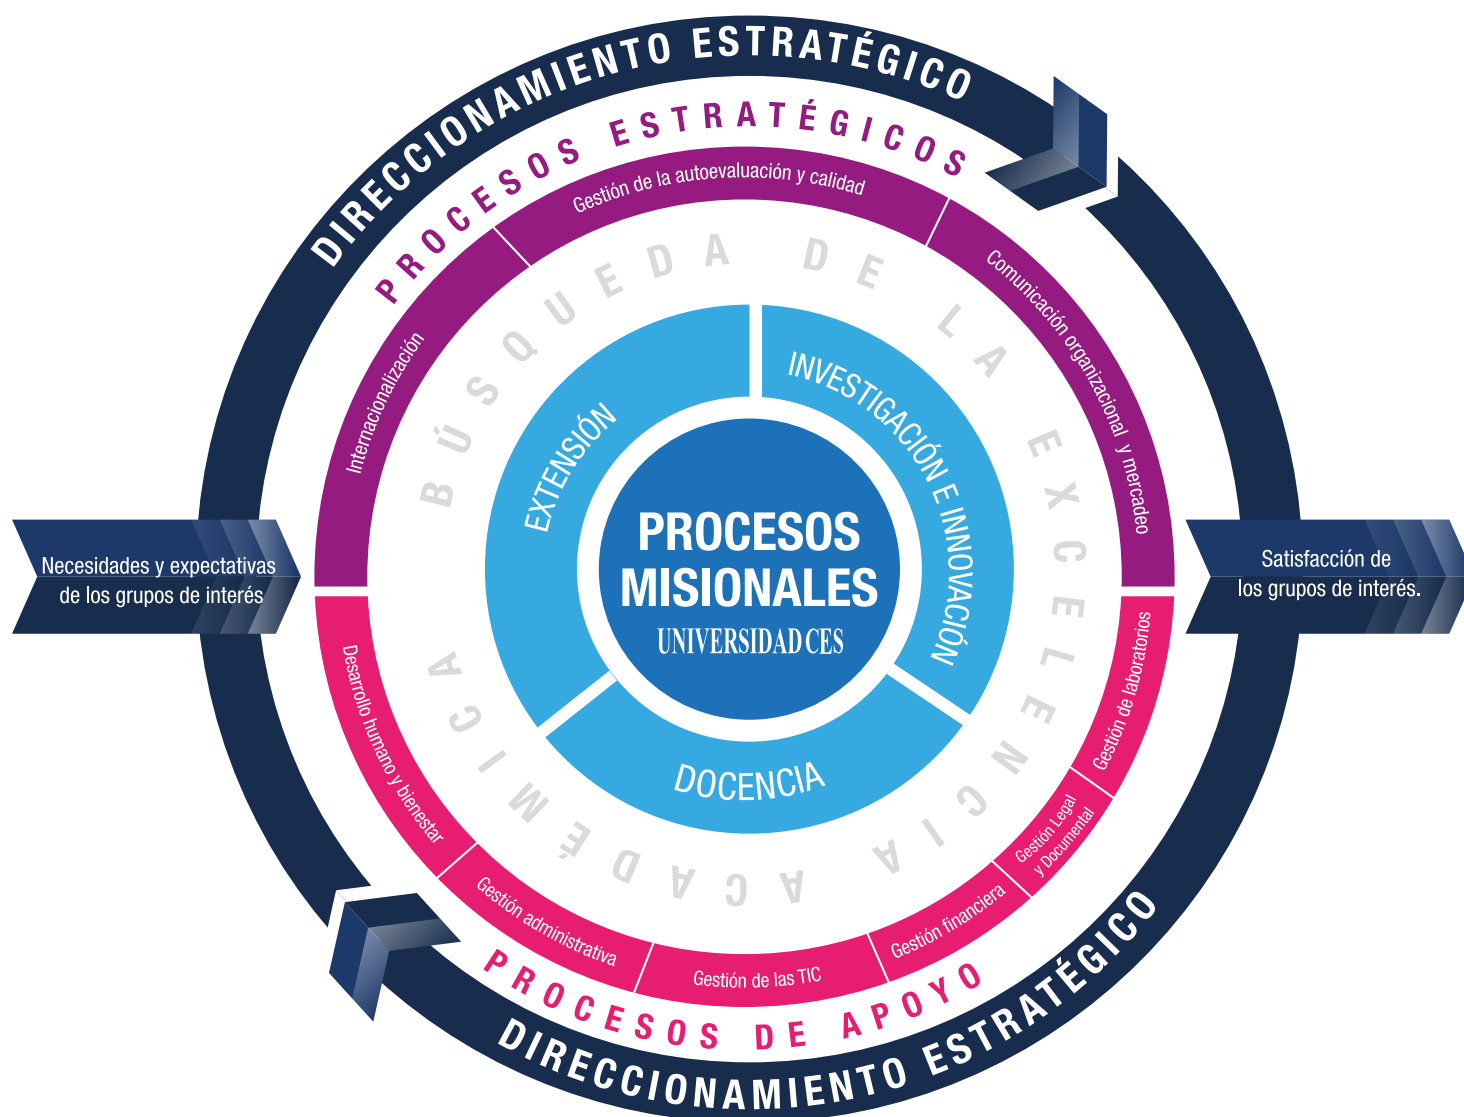 DIRECCIONAMIENTO ESTRATÉGICO
PROCESOS ESTRATÉGICOS
Internacionalización
Gestión de la autoevaluación y calidad
Comunicación organizacional y mercadeo
BÚSQUEDA DE LA EXCELENCIA ACADÉMICA
EXTENSIÓN
INVESTIGACIÓN E INNOVACIÓN
DOCENCIA
PROCESOS
MISIONALES
UNIVERSIDAD CES
Necesidades y expectativas
de los grupos de interés
Satisfacción de
los grupos de interés.
Desarrollo humano y bienestar
Gestión administrativa
Gestión de las TIC
Gestión financiera
Gestión Legal
y Documental
Gestión de laboratorios
PROCESOS DE APOYO
DIRECCIONAMIENTO ESTRATÉGICO